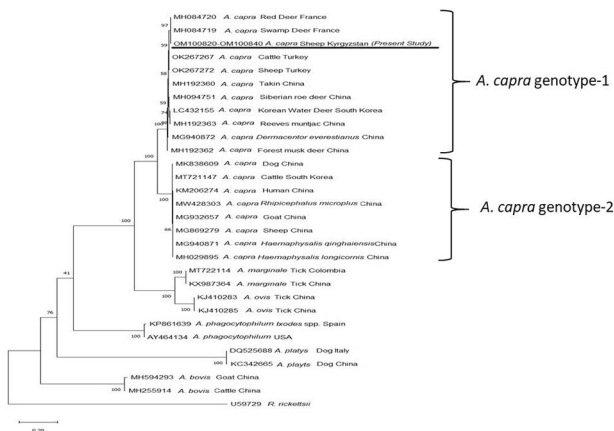 MH084720 A. capra Red Deer France
MH084719 A. capra Swamp Deer France
OM100820-OM100840 A. capra Sheep Kyrgyzstan (Present Study)
OK267267 A. capra Cattle Turkey
OK267272 A. capra Sheep Turkey
MH192360 A. capra Takin China
MH094751 A. capra Siberian roe deer China
LC432155 A. capra Korean Water Deer South Korea
MH192363 A. capra Reeves muntjac China
MG940872 A. capra Dermacentor everestianus China
MH192362 A. capra Forest musk deer China
A. capra genotype-1
MK838609 A. capra Dog China
MT721147 A. capra Cattle South Korea
KM206274 A. capra Human China
MW428303 A. capra Rhipicephalus microplus China
MG932657 A. capra Goat China
MG869279 A. capra Sheep China
MG940871 A. capra Haemaphysalis qinghaiensisChina
MH029895 A. capra Haemaphysalis longicornis China
A. capra genotype-2
MT722114 A. marginale Tick Colombia
KX987364 A. marginale Tick China
KJ410283 A. ovis Tick China
KJ410285 A. ovis Tick China
KP861639 A. phagocytophilum Ixodes spp. Spain
AY464134 A. phagocytophilum USA
DQ525688 A. platys Dog Italy
KC342665 A. playts Dog China
MH594293 A. bovis Goat China
MH255914 A. bovis Cattle China
U59729 R. rickettsii
97
59
58
59
100
100
100
100
100
100
41
76
100
100
100
0.20